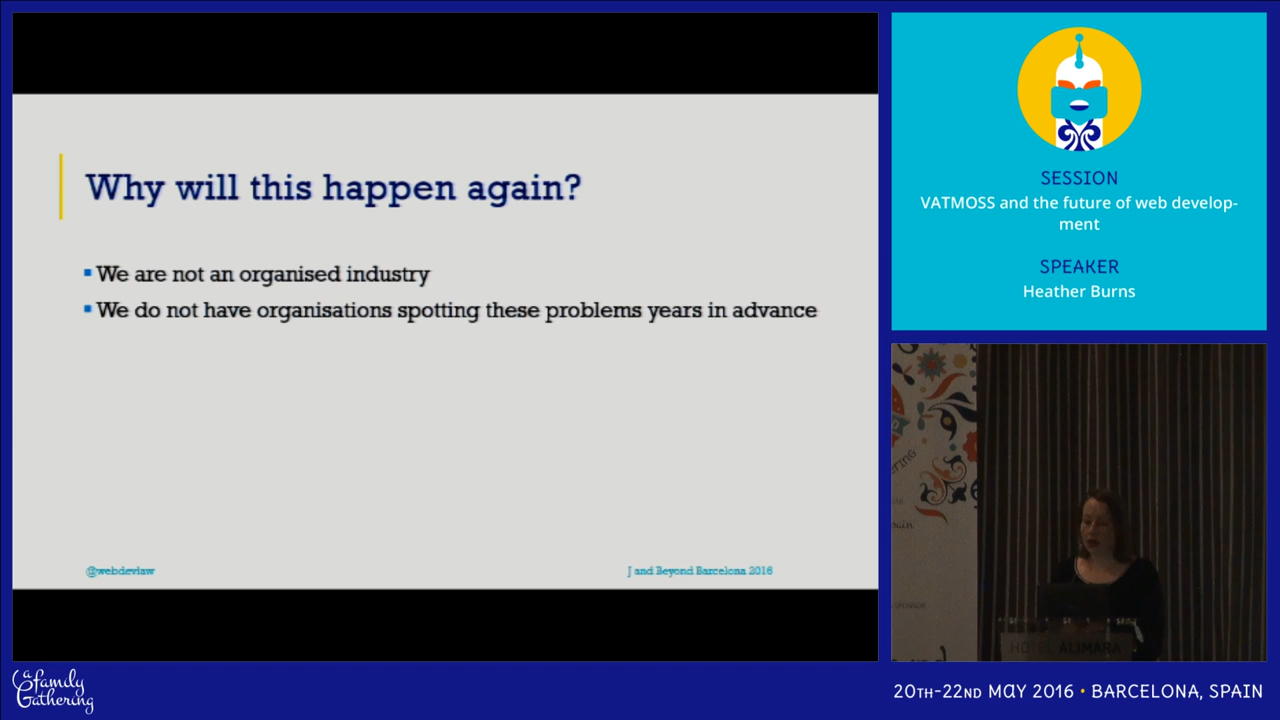 Why will this happen again?
We are not an organised industry
We do not have organisations spotting these problems years in advance
@webdevlaw
J and Beyond Barcelona 2016
SESSION
VATMOSS and the future of web develop-
ment
SPEAKER
Heather Burns
HOTEL ALIMARA
a family
Gathering
20TH-22ND MAY 2016 • BARCELONA, SPAIN